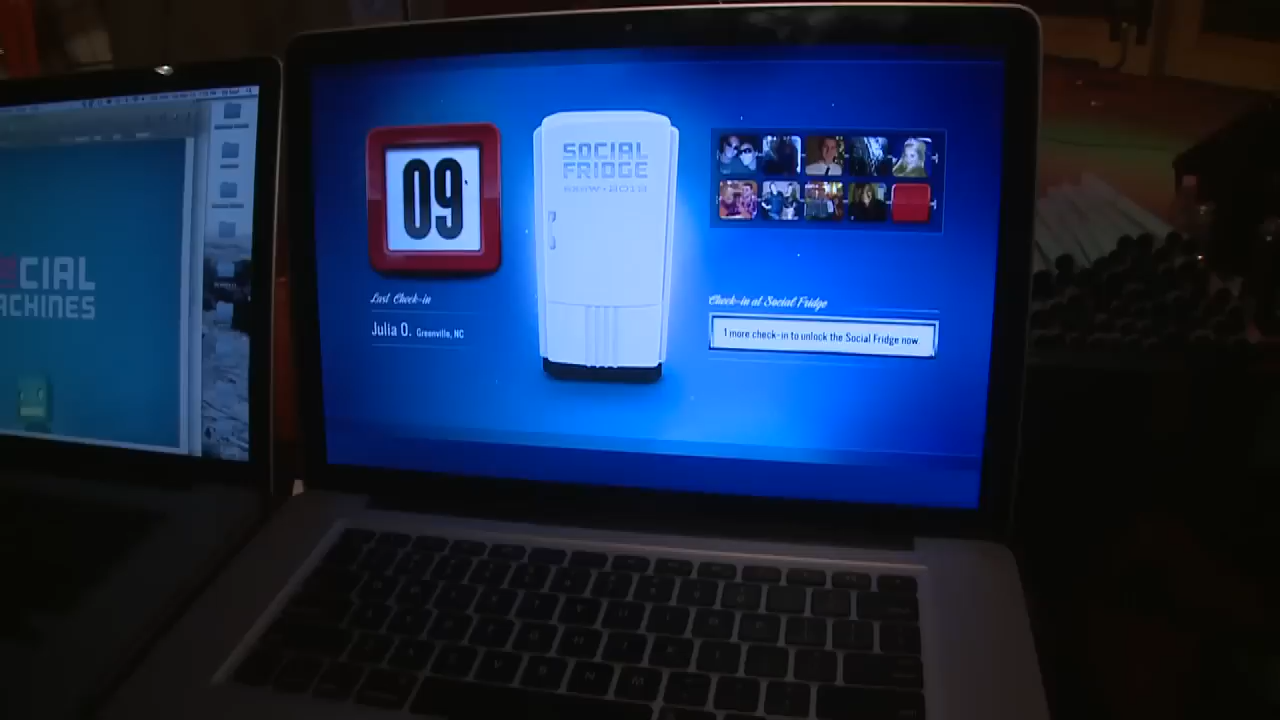 CIAL
ACHINES
09
SOCIAL
FRIDGE
SXSW • 2012
Last Check-in
Julia O. Greenville, NC
Check-in at Social Fridge
1 more check-in to unlock the Social Fridge now.